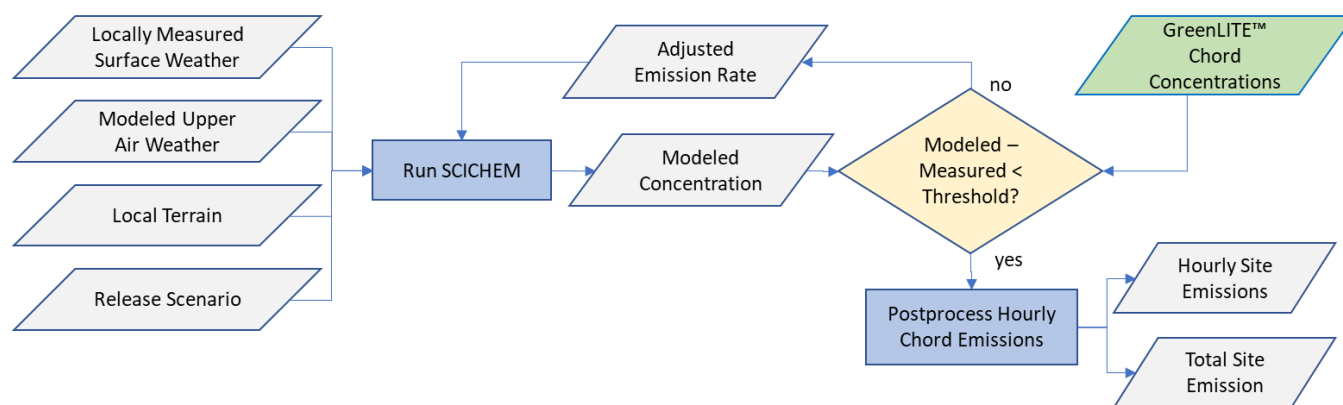 Locally Measured
Surface Weather
Modeled Upper
Air Weather
Local Terrain
Release Scenario
Run SCICHEM
Adjusted
Emission Rate
Modeled
Concentration
no
Modeled –
Measured <
Threshold?
yes
GreenLITE™
Chord
Concentrations
Postprocess Hourly
Chord Emissions
Hourly Site
Emissions
Total Site
Emission